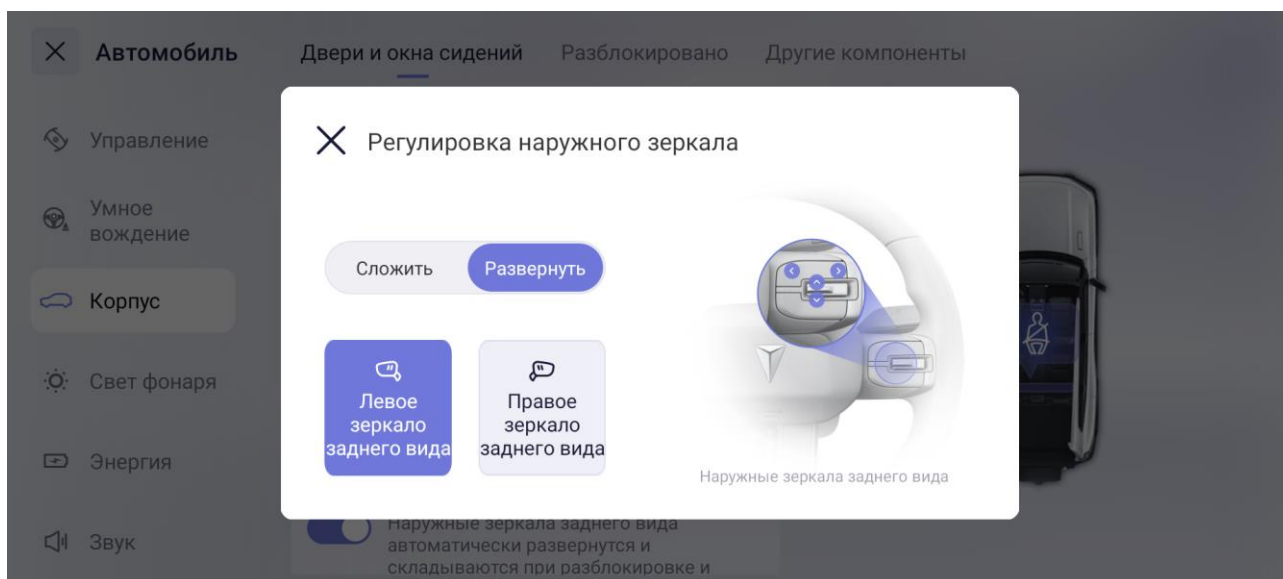 Автомобиль
Двери и окна сидений
Разблокировано
Другие компоненты
Управление
Умное
вождение
Корпус
Свет фонаря
Энергия
Звук
Регулировка наружного зеркала
Сложить
Развернуть
Левое
зеркало
заднего вида
Правое
зеркало
заднего вида
Наружные зеркала заднего вида
Наружные зеркала заднего вида
автоматически развернутся и
складываются при разблокировке и